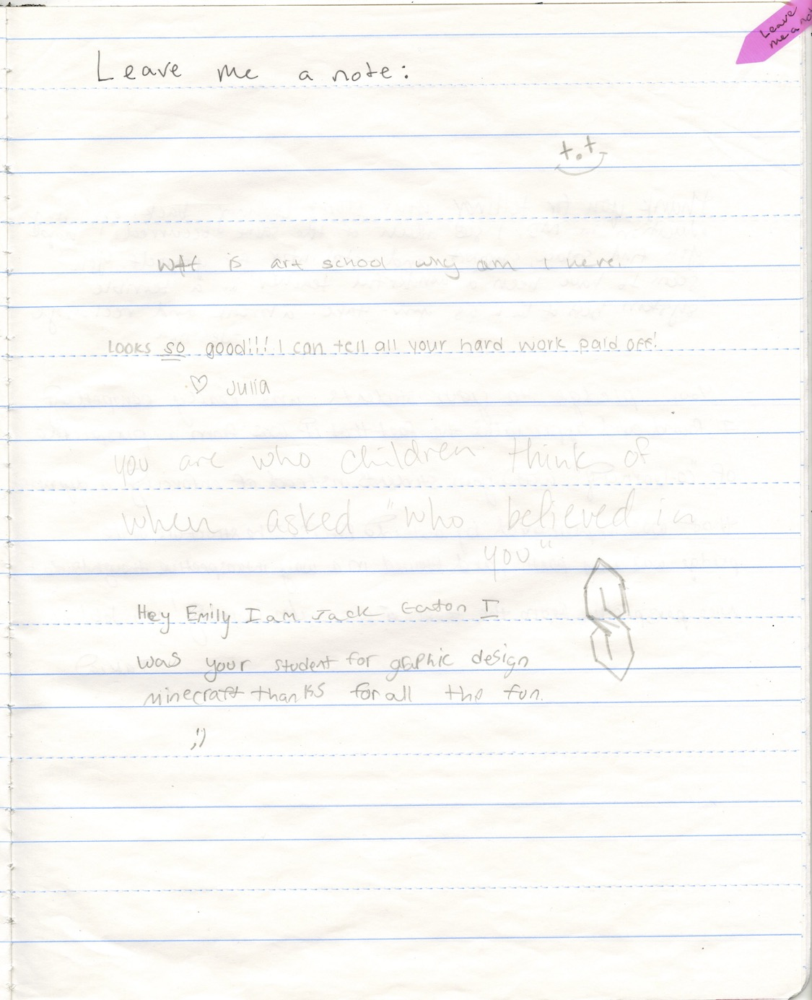 Leave me a note
Leave me a note:
+.+
wtf is art school why am I here.
Looks so good!!! I can tell all your hard work paid off!
♡ Julia
you are who children think of
when asked "who believed in
you"
Hey Emily I am Jack Eaton I
was your student for graphic design
minecraft thanks for all the fun.
;')